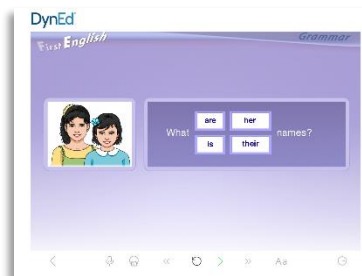 DynEd
First English
Grammar
are her
What names?
is their
Aa